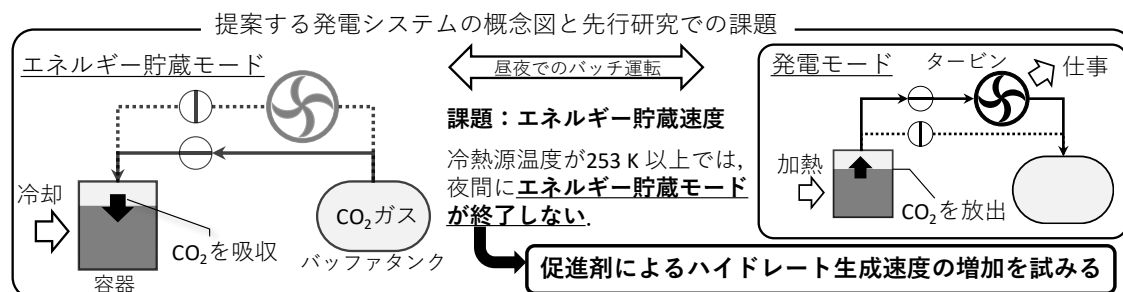 提案する発電システムの概念図と先行研究での課題
エネルギー貯蔵モード
冷却
CO₂を吸収
容器
CO₂ガス
バッファタンク
昼夜でのバッチ運転
課題：エネルギー貯蔵速度
冷熱源温度が253 K 以上では,
夜間にエネルギー貯蔵モード
が終了しない.
発電モード
タービン
仕事
加熱
CO₂を放出
促進剤によるハイドレート生成速度の増加を試みる